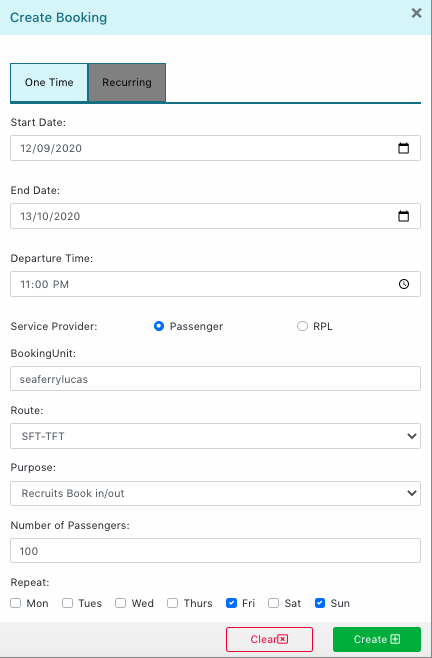 Create Booking
One Time Recurring
Start Date:
12/09/2020
End Date:
13/10/2020
Departure Time:
11:00 PM
Service Provider: Passenger RPL
BookingUnit:
seaferrylucas
Route:
SFT-TFT
Purpose:
Recruits Book in/out
Number of Passengers:
100
Repeat:
Mon Tues Wed Thurs Fri Sat Sun
Clear Create